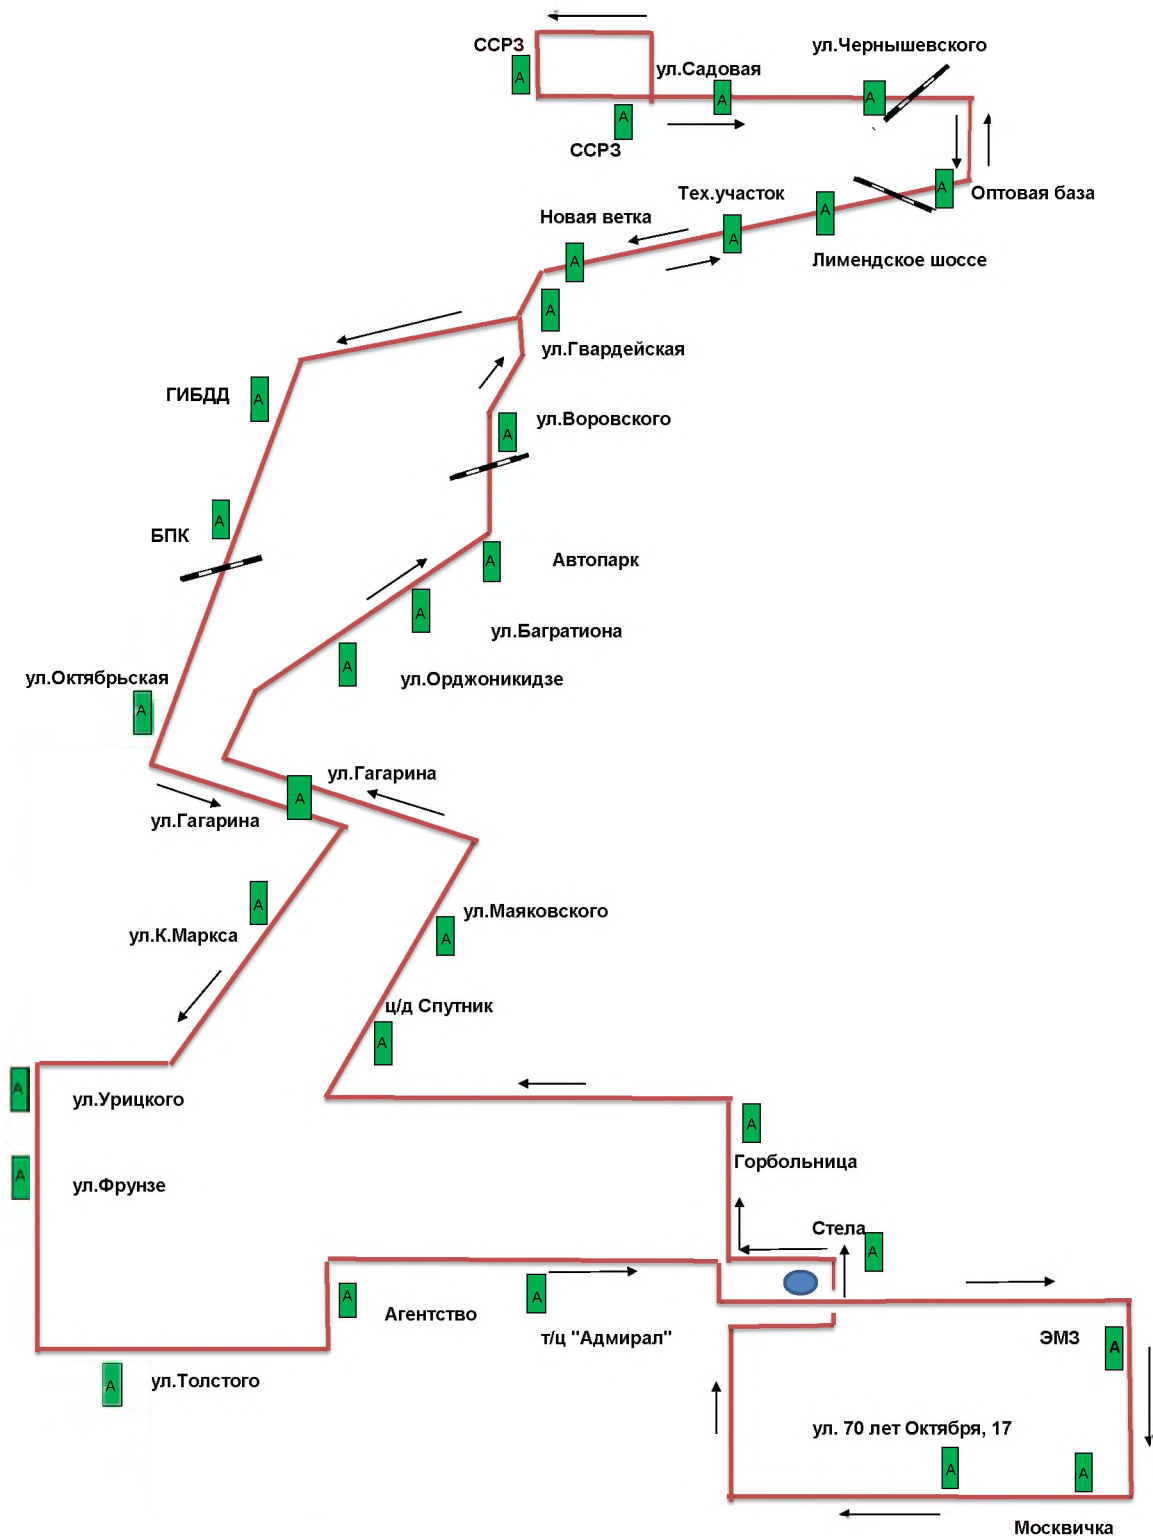 ССРЗ
ул.Чернышевского
ул.Садовая
А
А
А
А
ССРЗ
Тех.участок
А
Оптовая база
Новая ветка
А
А
Лимендское шоссе
А
А
ул.Гвардейская
ГИБДД
А
ул.Воровского
А
А
БПК
Автопарк
А
А
ул.Багратиона
ул.Октябрьская
А
ул.Орджоникидзе
А
ул.Гагарина
А
ул.Гагарина
А
ул.Маяковского
ул.К.Маркса
А
ц/д Спутник
А
А
ул.Урицкого
А
Горбольница
А
ул.Фрунзе
Стела
А
А
Агентство
А
т/ц "Адмирал"
ЭМЗ
А
А
ул.Толстого
ул. 70 лет Октября, 17
А
А
Москвичка